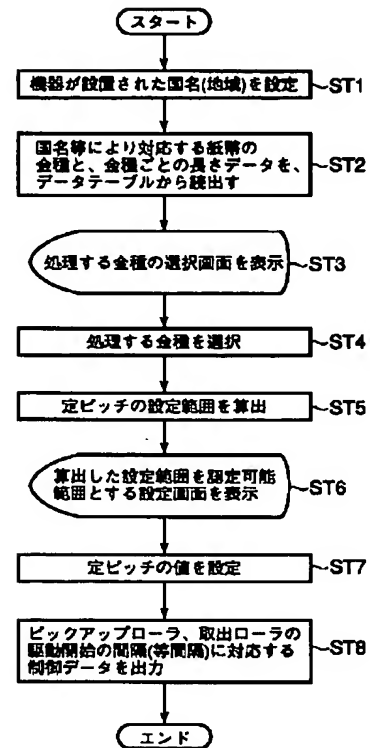 スタート
機器が設置された国名(地域)を設定
ST1
国名等により対応する紙幣の
金種と、金種ごとの長さデータを、
データテーブルから読出す
ST2
処理する金種の選択画面を表示
ST3
処理する金種を選択
ST4
定ピッチの設定範囲を算出
ST5
算出した設定範囲を認定可能
範囲とする設定画面を表示
ST6
定ピッチの値を設定
ST7
ピックアップローラ、取出ローラの
駆動開始の間隔(等間隔)に対応する
制御データを出力
ST8
エンド